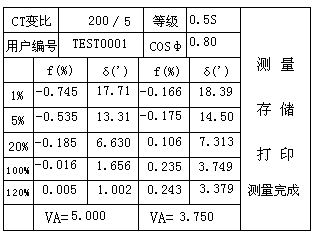 CT变比 200 / 5 等级 0.5S
用户编号 TEST0001 COSΦ 0.80
f(%) δ(') f(%) δ(')
1% -0.745 17.71 -0.166 18.39
5% -0.535 13.31 -0.175 14.50
20% -0.185 6.630 0.106 7.313
100% -0.016 1.656 0.235 3.749
120% 0.005 1.002 0.243 3.379
VA=5.000 VA= 3.750
测 量
存 储
打 印
测量完成